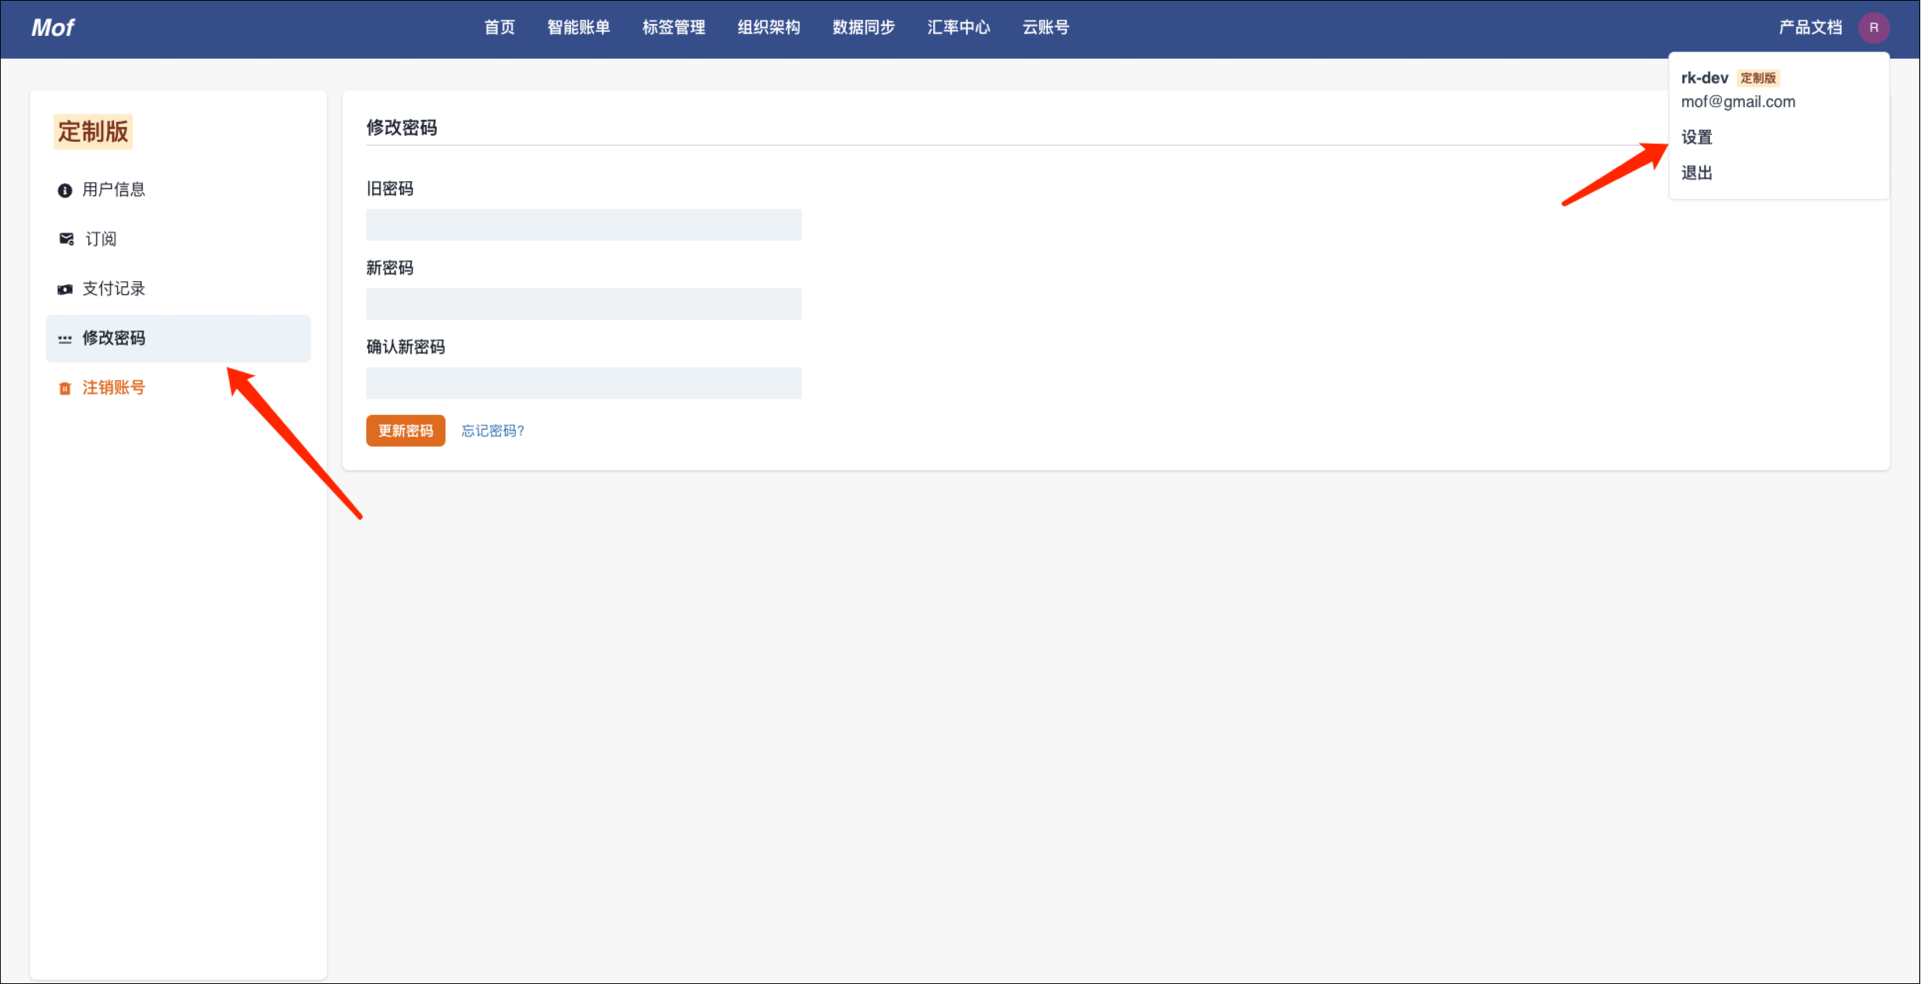 Mof
首页 智能账单 标签管理 组织架构 数据同步 汇率中心 云账号
产品文档 R
rk-dev 定制版
mof@gmail.com
设置
退出
定制版
用户信息
订阅
支付记录
修改密码
注销账号
修改密码
旧密码
新密码
确认新密码
更新密码 忘记密码?